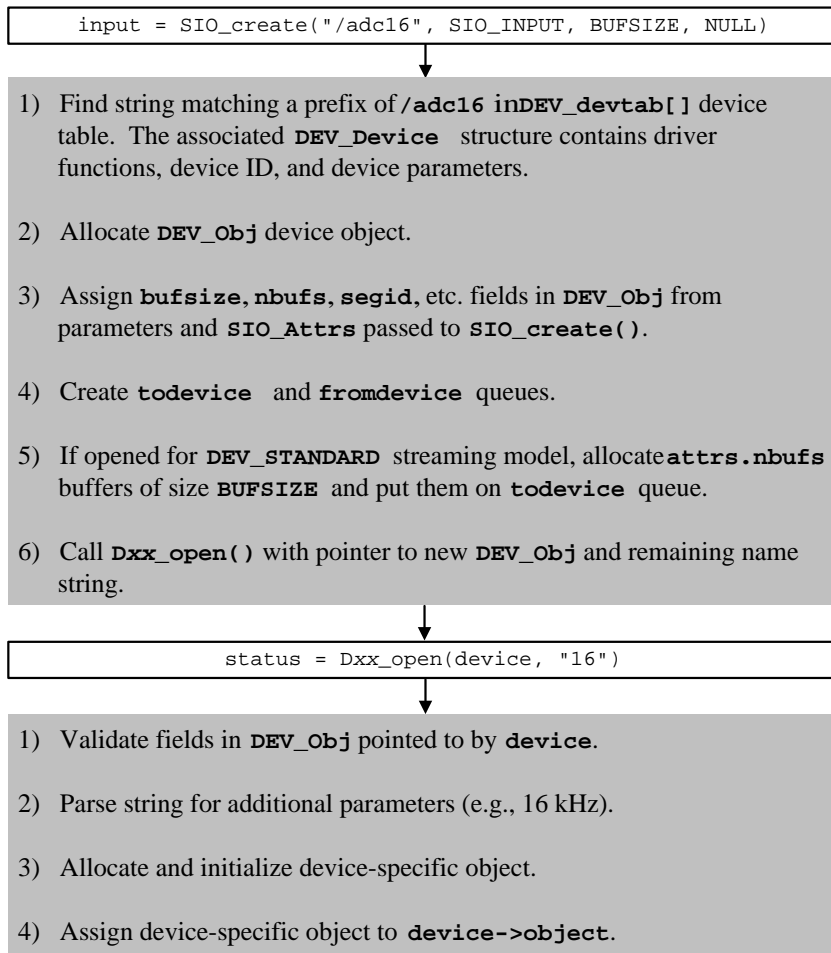 input = SIO_create("/adc16", SIO_INPUT, BUFSIZE, NULL)
1) Find string matching a prefix of /adc16 inDEV_devtab[] device
table. The associated DEV_Device structure contains driver
functions, device ID, and device parameters.
2) Allocate DEV_Obj device object.
3) Assign bufsize, nbufs, segid, etc. fields in DEV_Obj from
parameters and SIO_Attrs passed to SIO_create().
4) Create todevice and fromdevice queues.
5) If opened for DEV_STANDARD streaming model, allocate attrs.nbufs
buffers of size BUFSIZE and put them on todevice queue.
6) Call Dxx_open() with pointer to new DEV_Obj and remaining name
string.
status = Dxx_open(device, "16")
1) Validate fields in DEV_Obj pointed to by device.
2) Parse string for additional parameters (e.g., 16 kHz).
3) Allocate and initialize device-specific object.
4) Assign device-specific object to device->object.